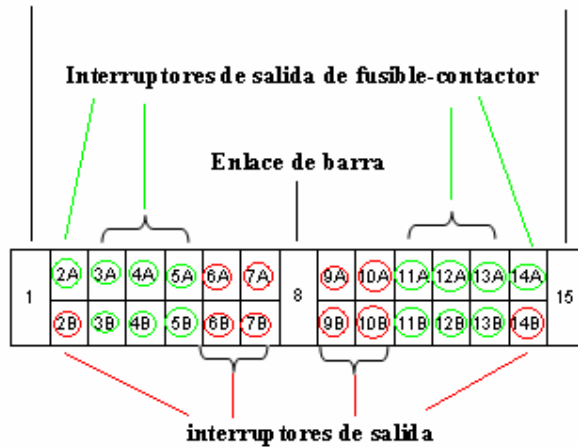 Interruptores de salida de fusible-contactor
Enlace de barra
1 2A 3A 4A 5A 6A 7A 8 9A 10A 11A 12A 13A 14A 15
2B 3B 4B 5B 6B 7B 9B 10B 11B 12B 13B 14B
interruptores de salida